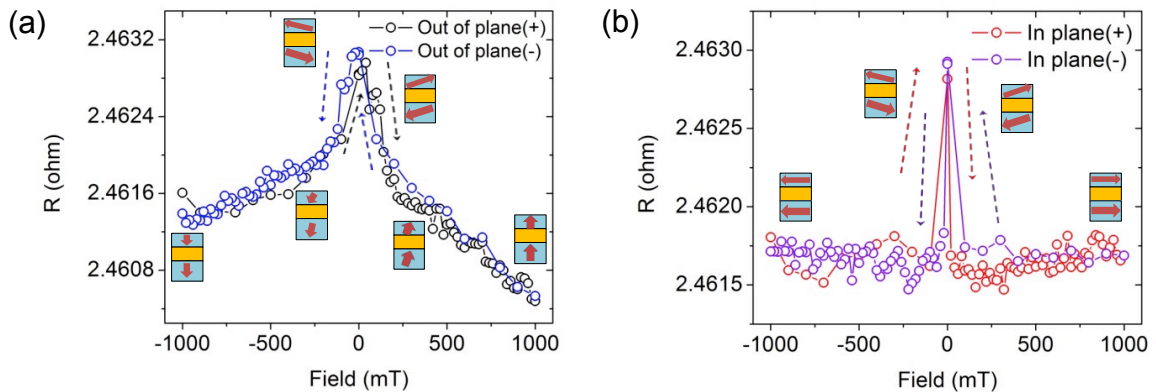 (a)
Out of plane(+)
Out of plane(-)
2.4632
2.4624
2.4616
2.4608
R (ohm)
-1000
-500
0
500
1000
Field (mT)
(b)
In plane(+)
In plane(-)
2.4630
2.4625
2.4620
2.4615
R (ohm)
-1000
-500
0
500
1000
Field (mT)